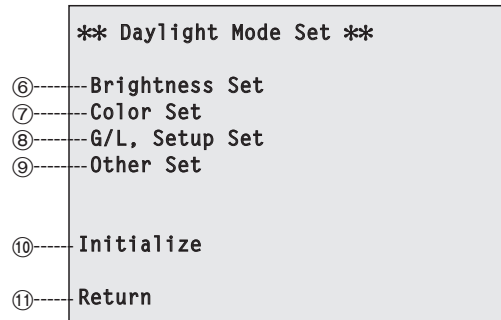 ** Daylight Mode Set **
⑥------Brightness Set
⑦------Color Set
⑧------G/L, Setup Set
⑨------Other Set
⑩-----Initialize
⑪-----Return